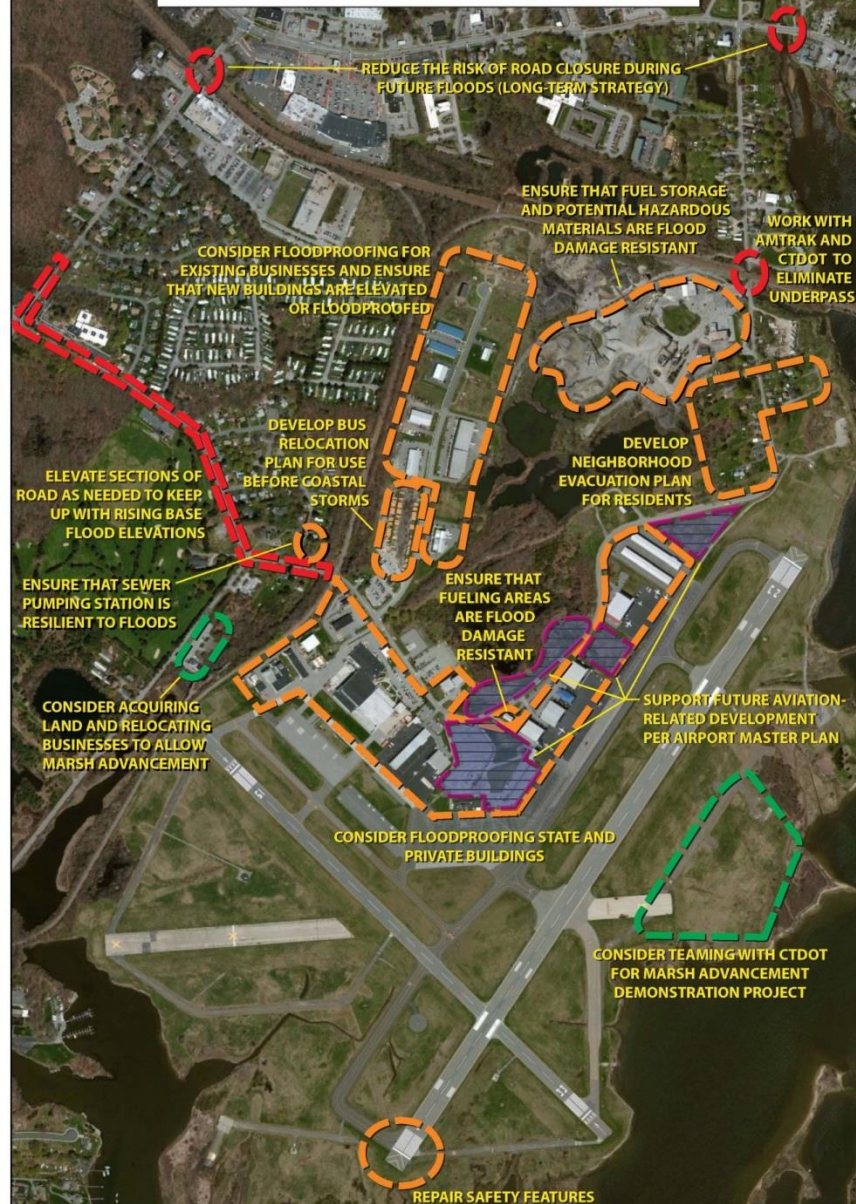 REDUCE THE RISK OF ROAD CLOSURE DURING
FUTURE FLOODS (LONG-TERM STRATEGY)
ENSURE THAT FUEL STORAGE
AND POTENTIAL HAZARDOUS
MATERIALS ARE FLOOD
DAMAGE RESISTANT
WORK WITH
AMTRAK AND
CTDOT TO
ELIMINATE
UNDERPASS
CONSIDER FLOODPROOFING FOR
EXISTING BUSINESSES AND ENSURE
THAT NEW BUILDINGS ARE ELEVATED
OR FLOODPROOFED
DEVELOP BUS
RELOCATION
PLAN FOR USE
BEFORE COASTAL
STORMS
DEVELOP
NEIGHBORHOOD
EVACUATION PLAN
FOR RESIDENTS
ELEVATE SECTIONS OF
ROAD AS NEEDED TO KEEP
UP WITH RISING BASE
FLOOD ELEVATIONS
ENSURE THAT SEWER
PUMPING STATION IS
RESILIENT TO FLOODS
ENSURE THAT
FUELING AREAS
ARE FLOOD
DAMAGE
RESISTANT
23
CONSIDER ACQUIRING
LAND AND RELOCATING
BUSINESSES TO ALLOW
MARSH ADVANCEMENT
SUPPORT FUTURE AVIATION-
RELATED DEVELOPMENT
PER AIRPORT MASTER PLAN
CONSIDER FLOODPROOFING STATE AND
PRIVATE BUILDINGS
CONSIDER TEAMING WITH CTDOT
FOR MARSH ADVANCEMENT
DEMONSTRATION PROJECT
REPAIR SAFETY FEATURES